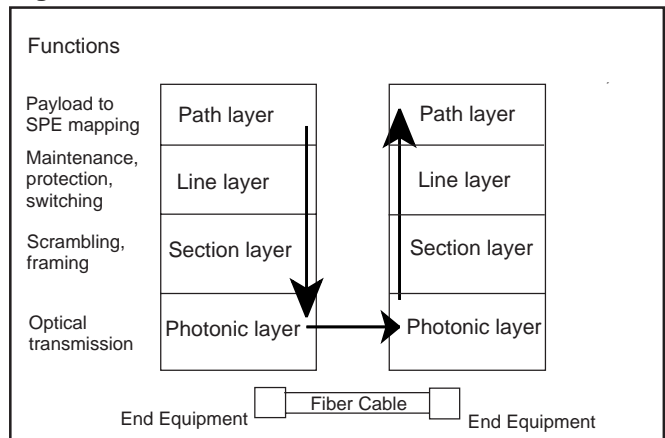 Functions
Payload to
SPE mapping
Path layer
Path layer
Maintenance,
protection,
switching
Line layer
Line layer
Scrambling,
framing
Section layer
Section layer
Optical
transmission
Photonic layer
Photonic layer
Fiber Cable
End Equipment
End Equipment